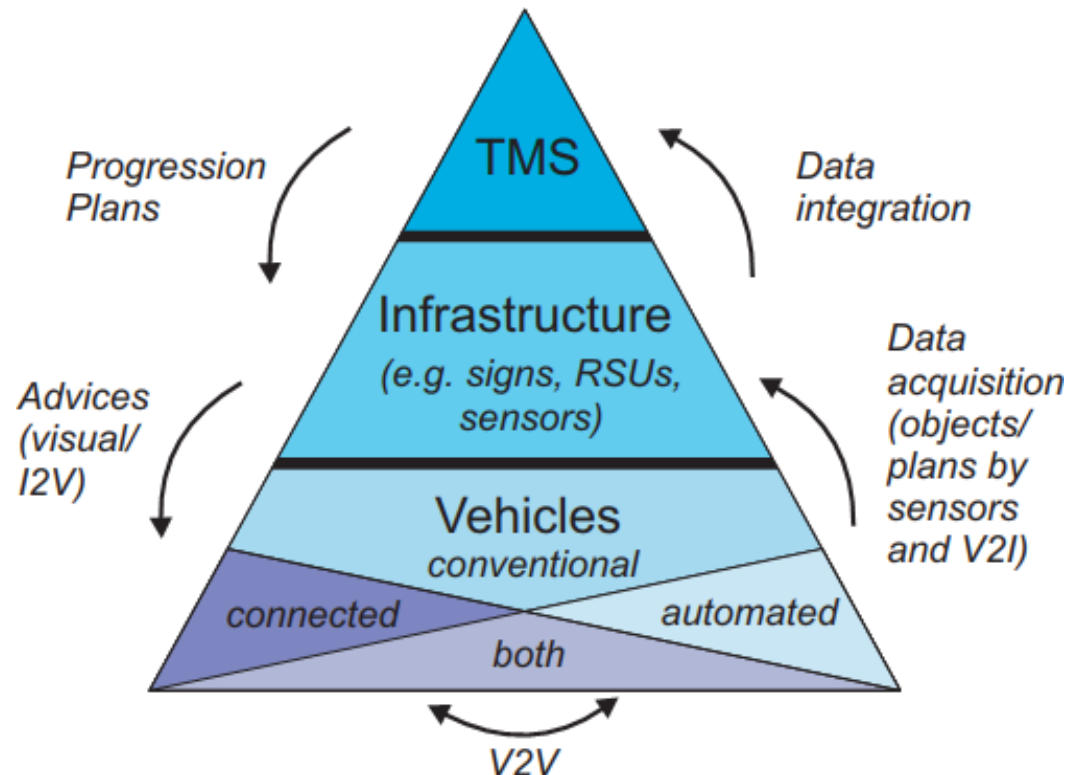 TMS
Progression
Plans
Data
integration
Infrastructure
(e.g. signs, RSUs,
sensors)
Advices
(visual/
I2V)
Data
acquisition
(objects/
plans by
sensors
and V2I)
Vehicles
conventional
connected
automated
both
V2V